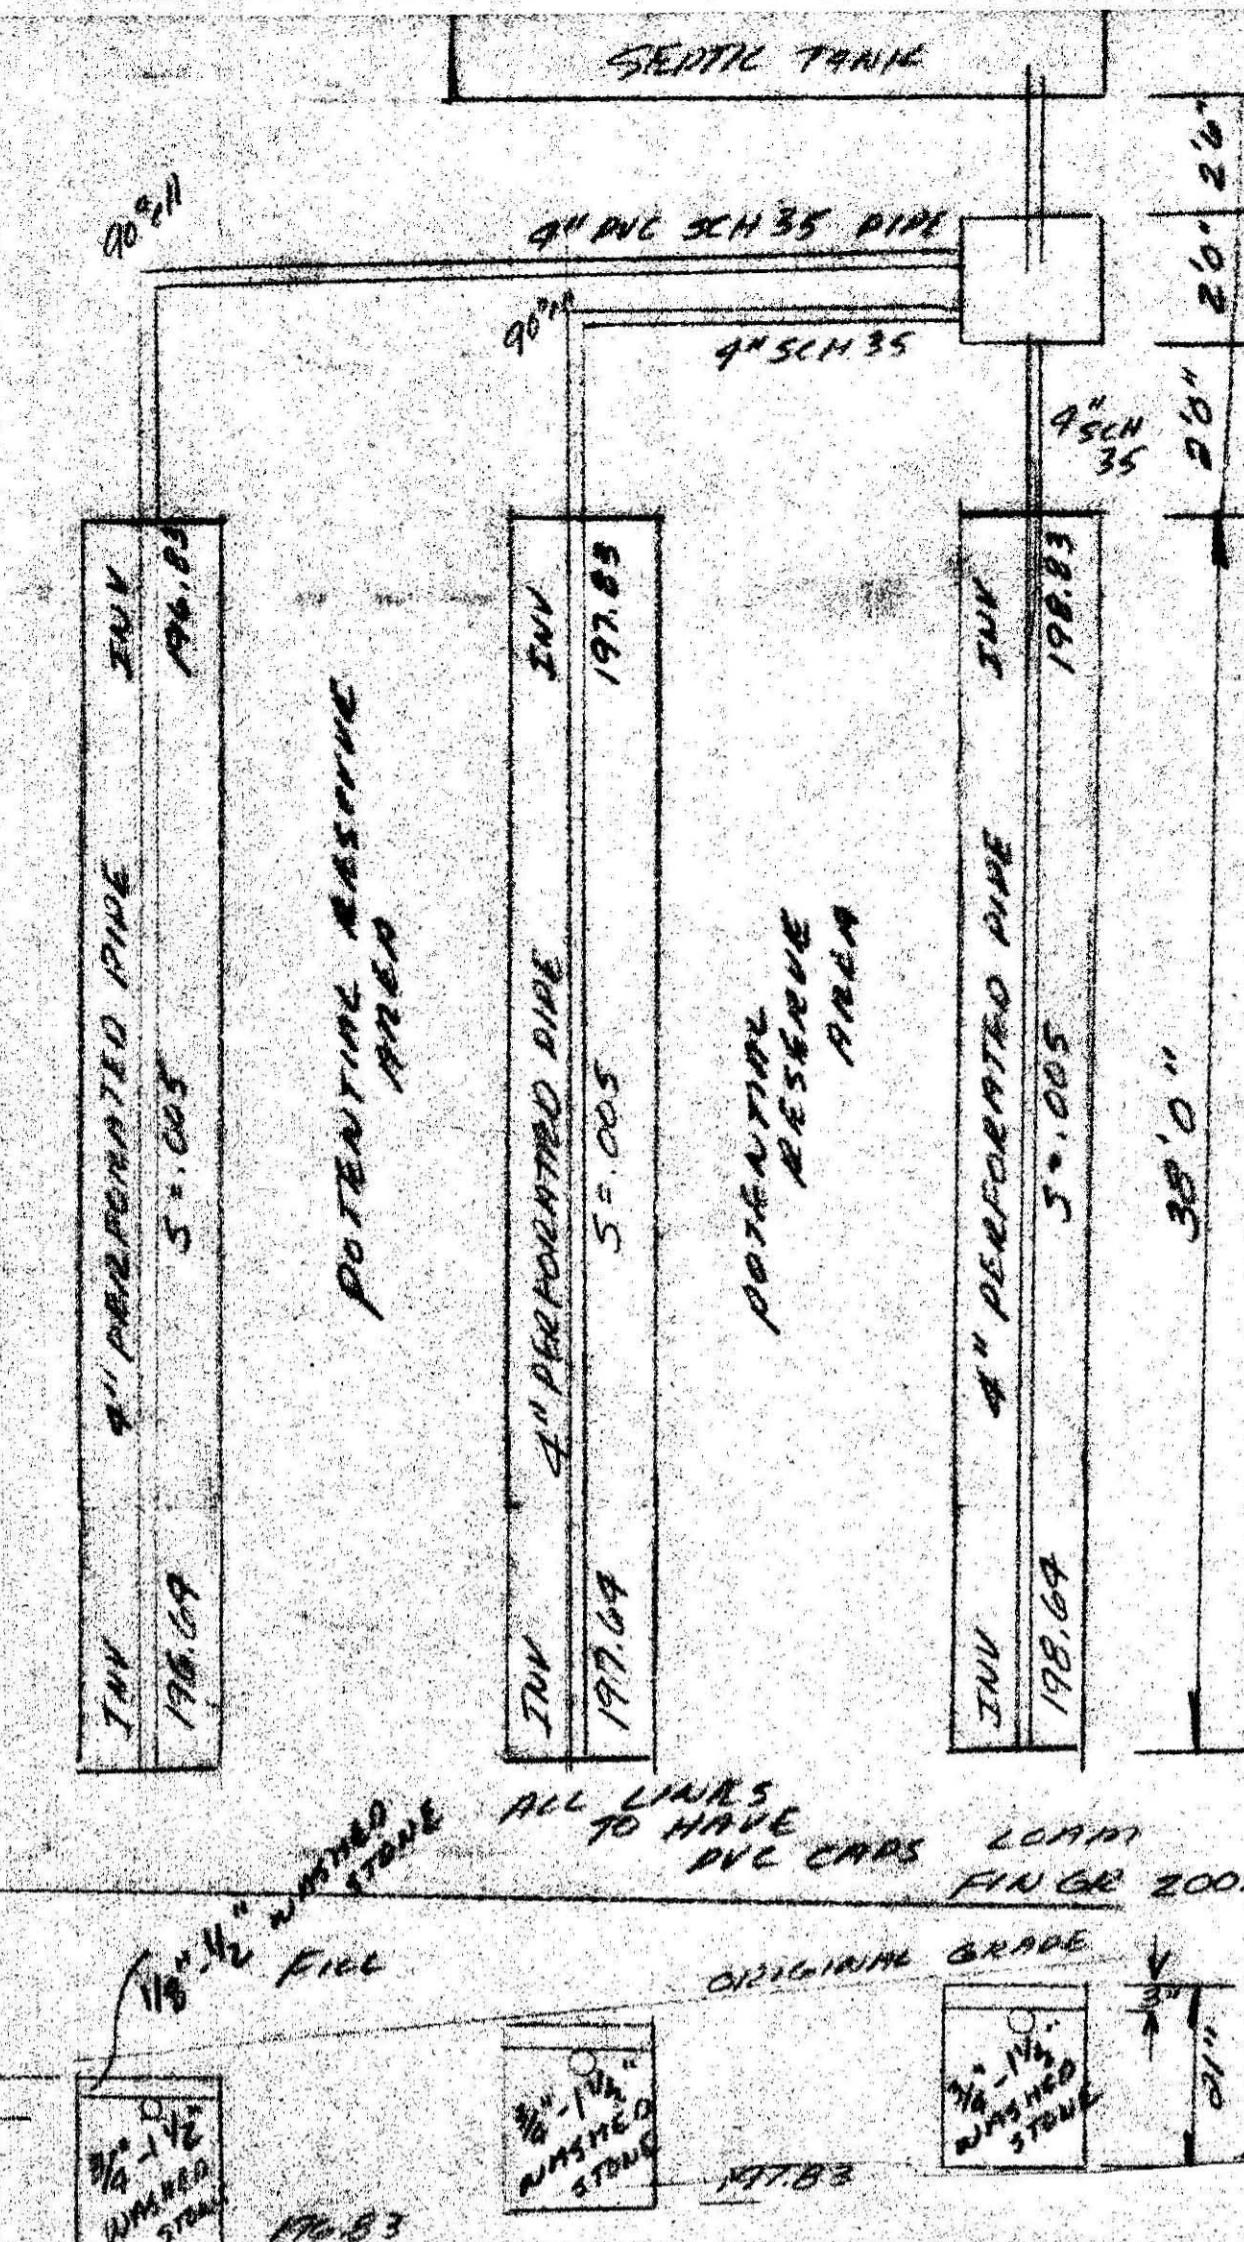 SEPTIC TANK
2'6"
90° ell
4" PVC SCH 35 PIPE
2'0"
90° ell
4" SCH 35
4"
SCH
35
2'0"
INV
196.83
INV
197.83
INV
198.83
4" PERFORATED PIPE
S = .005
POTENTIAL RESERVE
AREA
4" PERFORATED PIPE
S = .005
POTENTIAL
RESERVE
AREA
4" PERFORATED PIPE
S = .005
38'0"
INV
196.64
INV
197.64
INV
198.64
ALL LINES
TO HAVE
PVC CAPS
LOAM
FIN GR 200.
1/8"-1/2" WASHED
STONE
FILL
ORIGINAL GRADE
3"
21"
3/4"-1 1/2"
WASHED
STONE
3/4"-1 1/2"
WASHED
STONE
3/4"-1 1/2"
WASHED
STONE
197.83
196.83